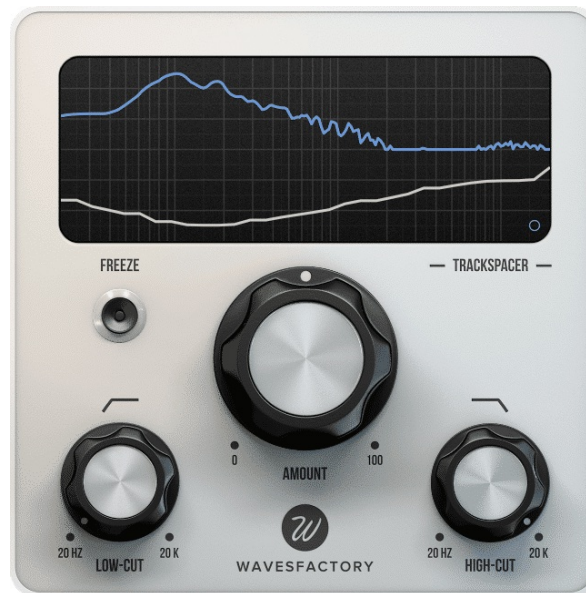 FREEZE
TRACKSPACER
0
100
AMOUNT
20 HZ
20 K
LOW-CUT
20 HZ
20 K
HIGH-CUT
W
WAVESFACTORY